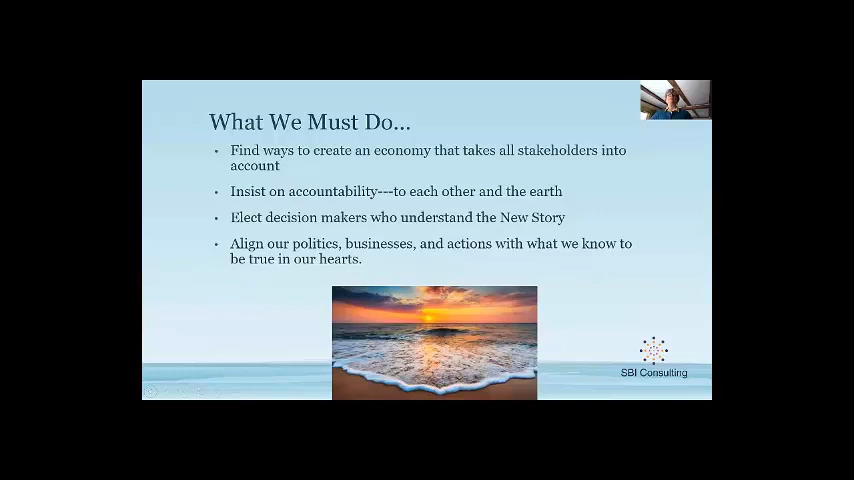 What We Must Do...
• Find ways to create an economy that takes all stakeholders into
account
• Insist on accountability---to each other and the earth
• Elect decision makers who understand the New Story
• Align our politics, businesses, and actions with what we know to
be true in our hearts.
SBI Consulting